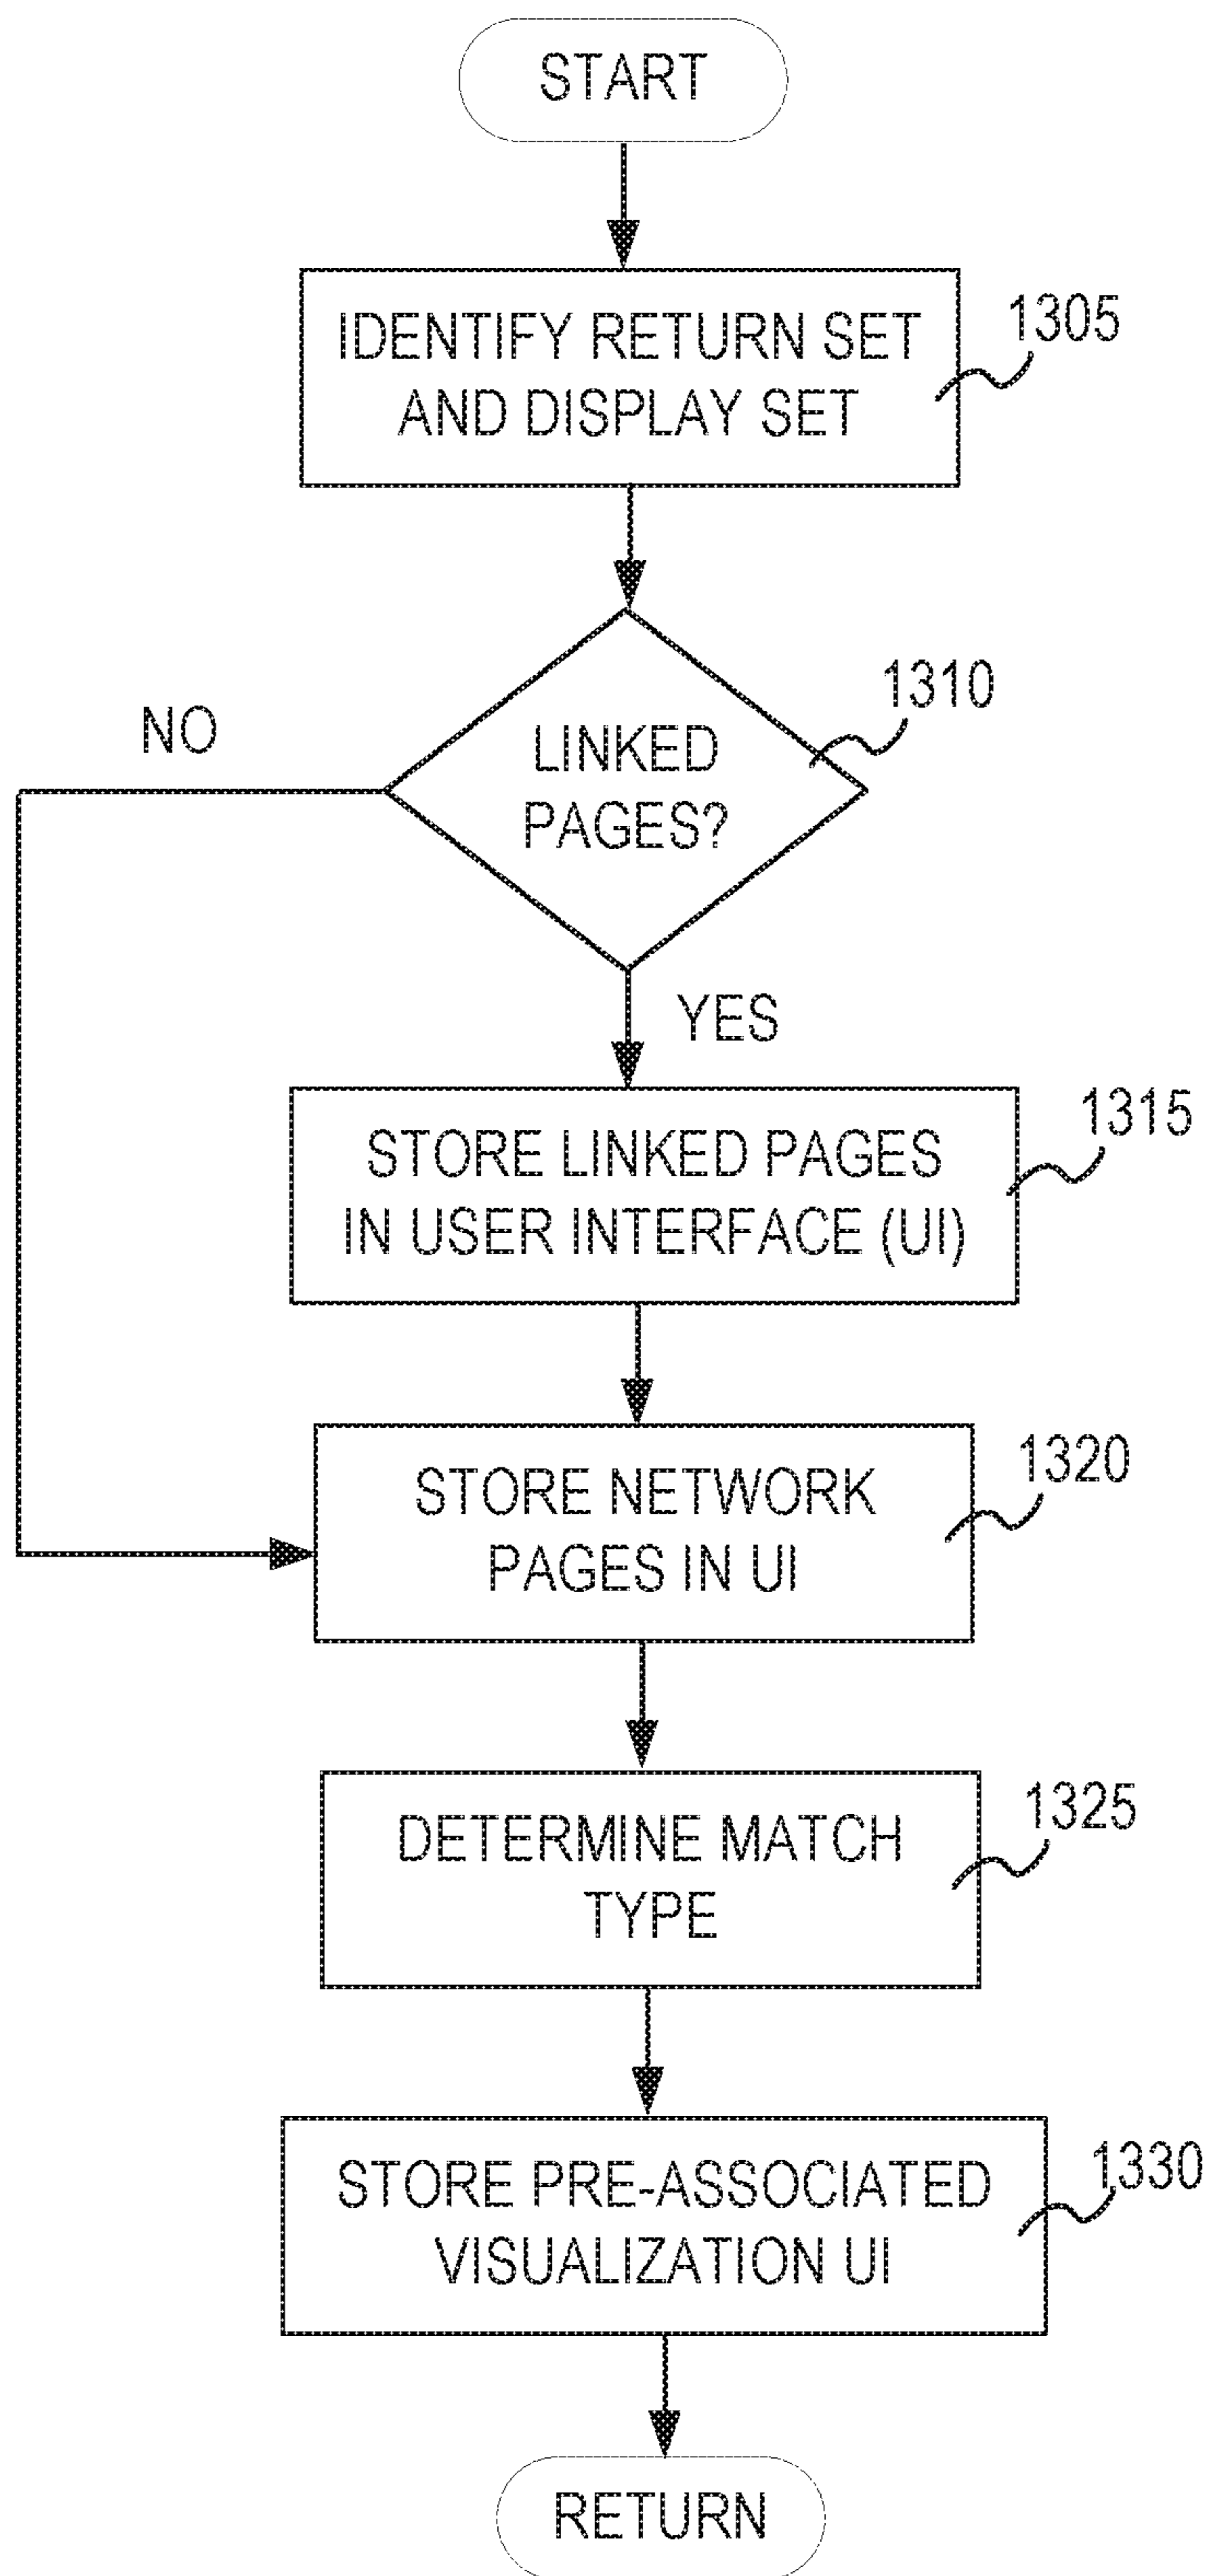 START
IDENTIFY RETURN SET
AND DISPLAY SET
1305
LINKED
PAGES?
1310
NO
YES
STORE LINKED PAGES
IN USER INTERFACE (UI)
1315
STORE NETWORK
PAGES IN UI
1320
DETERMINE MATCH
TYPE
1325
STORE PRE-ASSOCIATED
VISUALIZATION UI
1330
RETURN